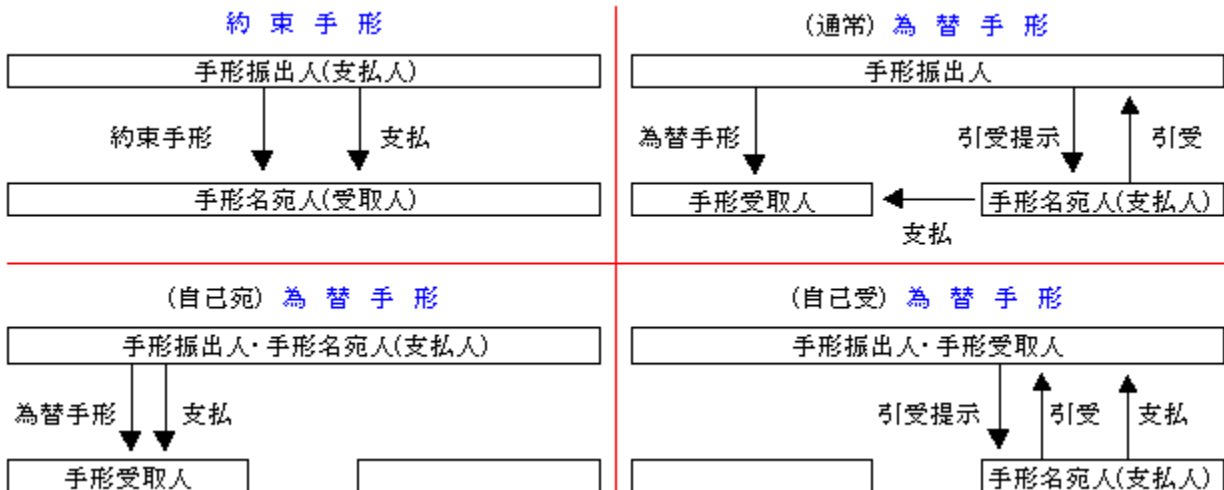 約 束 手 形
手形振出人(支払人)
約束手形
支払
手形名宛人(受取人)
(通常) 為 替 手 形
手形振出人
為替手形
引受提示
引受
手形受取人
手形名宛人(支払人)
支払
(自己宛) 為 替 手 形
手形振出人・手形名宛人(支払人)
為替手形
支払
手形受取人
(自己受) 為 替 手 形
手形振出人・手形受取人
引受提示
引受
支払
手形名宛人(支払人)